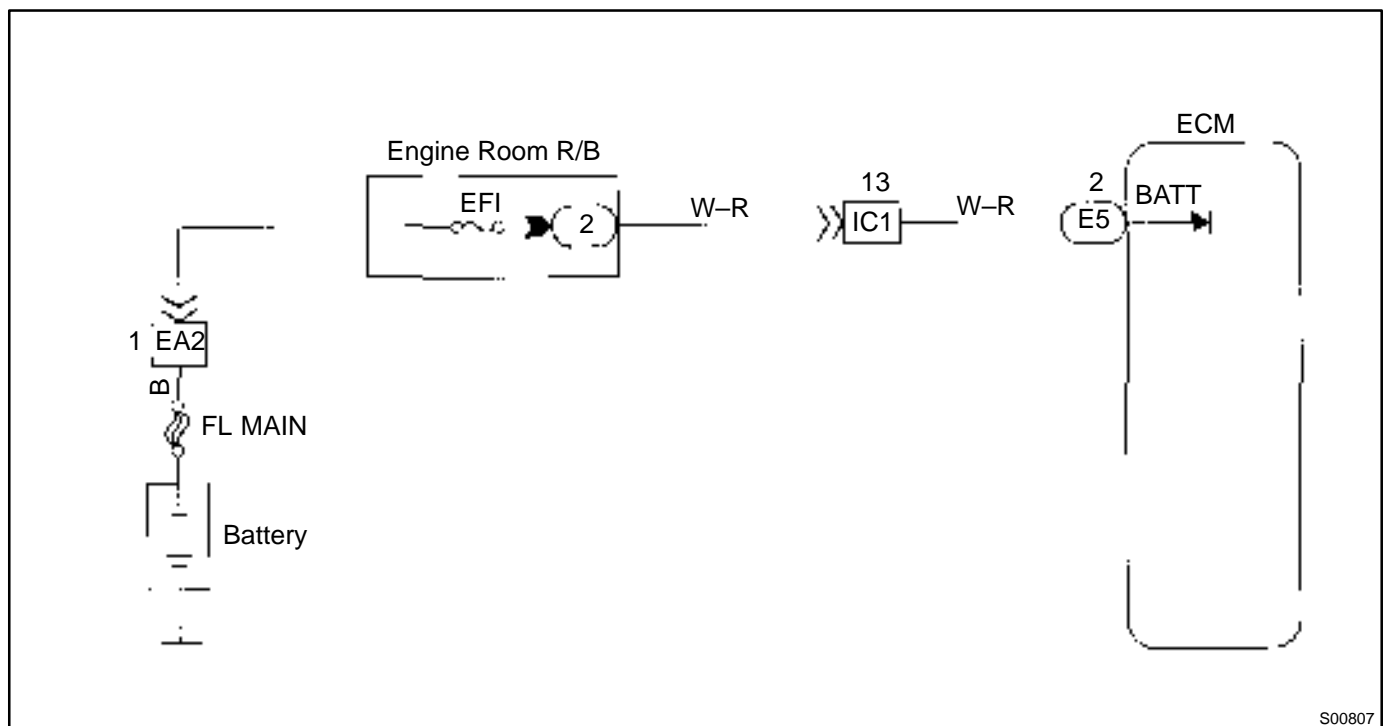 ECM
Engine Room R/B
EFI
2
W–R
13
IC1
W–R
2
E5
BATT
1 EA2
B
FL MAIN
Battery
S00807